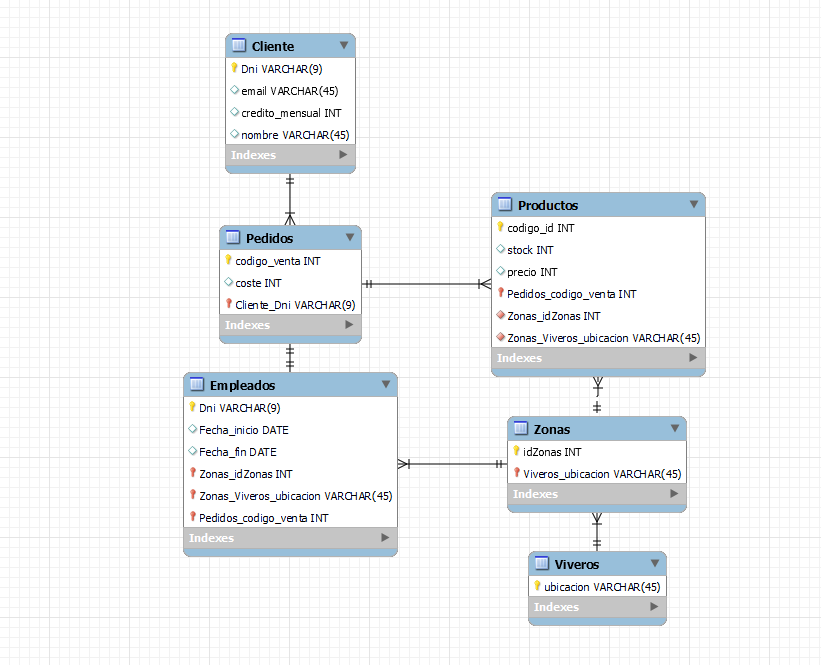 Cliente
Dni VARCHAR(9)
email VARCHAR(45)
credito_mensual INT
nombre VARCHAR(45)
Indexes
Pedidos
codigo_venta INT
coste INT
Cliente_Dni VARCHAR(9)
Indexes
Productos
codigo_id INT
stock INT
precio INT
Pedidos_codigo_venta INT
Zonas_idZonas INT
Zonas_Viveros_ubicacion VARCHAR(45)
Indexes
Empleados
Dni VARCHAR(9)
Fecha_inicio DATE
Fecha_fin DATE
Zonas_idZonas INT
Zonas_Viveros_ubicacion VARCHAR(45)
Pedidos_codigo_venta INT
Indexes
Zonas
idZonas INT
Viveros_ubicacion VARCHAR(45)
Indexes
Viveros
ubicacion VARCHAR(45)
Indexes